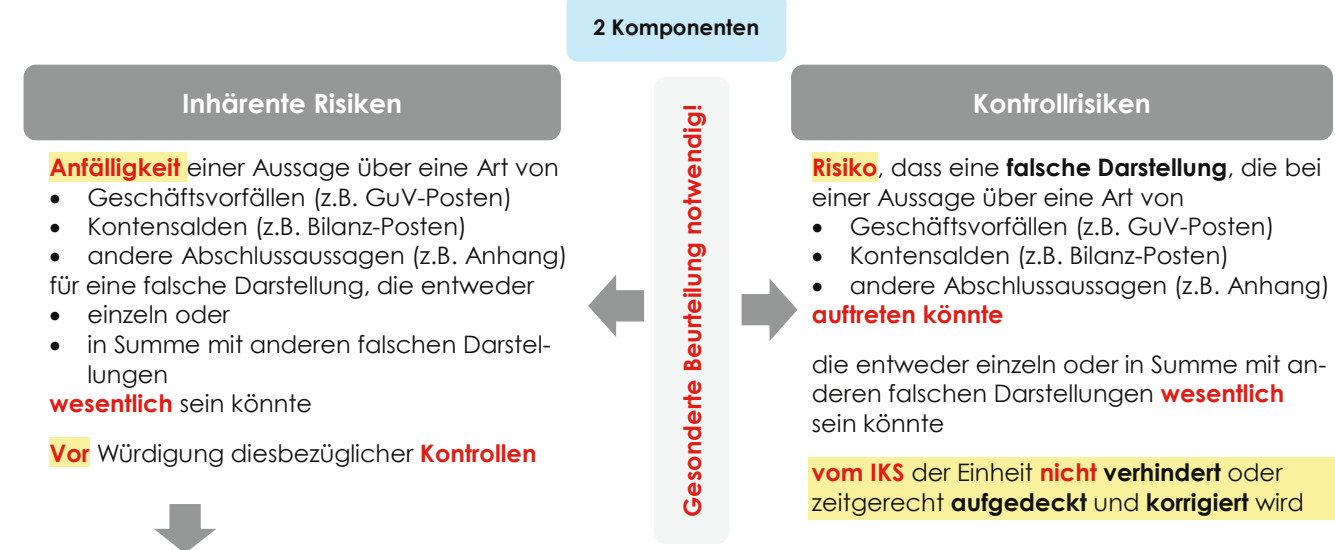 2 Komponenten
Inhärente Risiken
Anfälligkeit einer Aussage über eine Art von
• Geschäftsvorfällen (z.B. GuV-Posten)
• Kontensalden (z.B. Bilanz-Posten)
• andere Abschlussaussagen (z.B. Anhang)
für eine falsche Darstellung, die entweder
• einzeln oder
• in Summe mit anderen falschen Darstel-
lungen
wesentlich sein könnte
Vor Würdigung diesbezüglicher Kontrollen
Gesonderte Beurteilung notwendig!
Kontrollrisiken
Risiko, dass eine falsche Darstellung, die bei
einer Aussage über eine Art von
• Geschäftsvorfällen (z.B. GuV-Posten)
• Kontensalden (z.B. Bilanz-Posten)
• andere Abschlussaussagen (z.B. Anhang)
auftreten könnte
die entweder einzeln oder in Summe mit an-
deren falschen Darstellungen wesentlich
sein könnte
vom IKS der Einheit nicht verhindert oder
zeitgerecht aufgedeckt und korrigiert wird